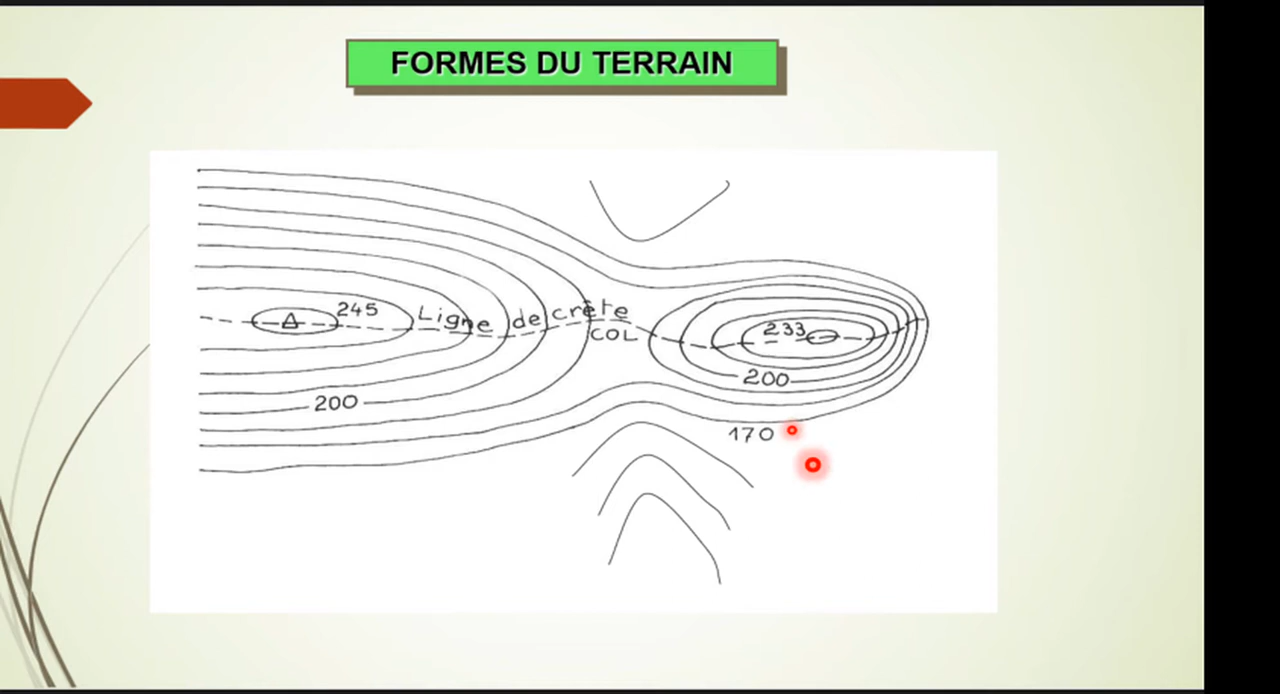 FORMES DU TERRAIN
245 Ligne de crête
COL
233
200
200
170